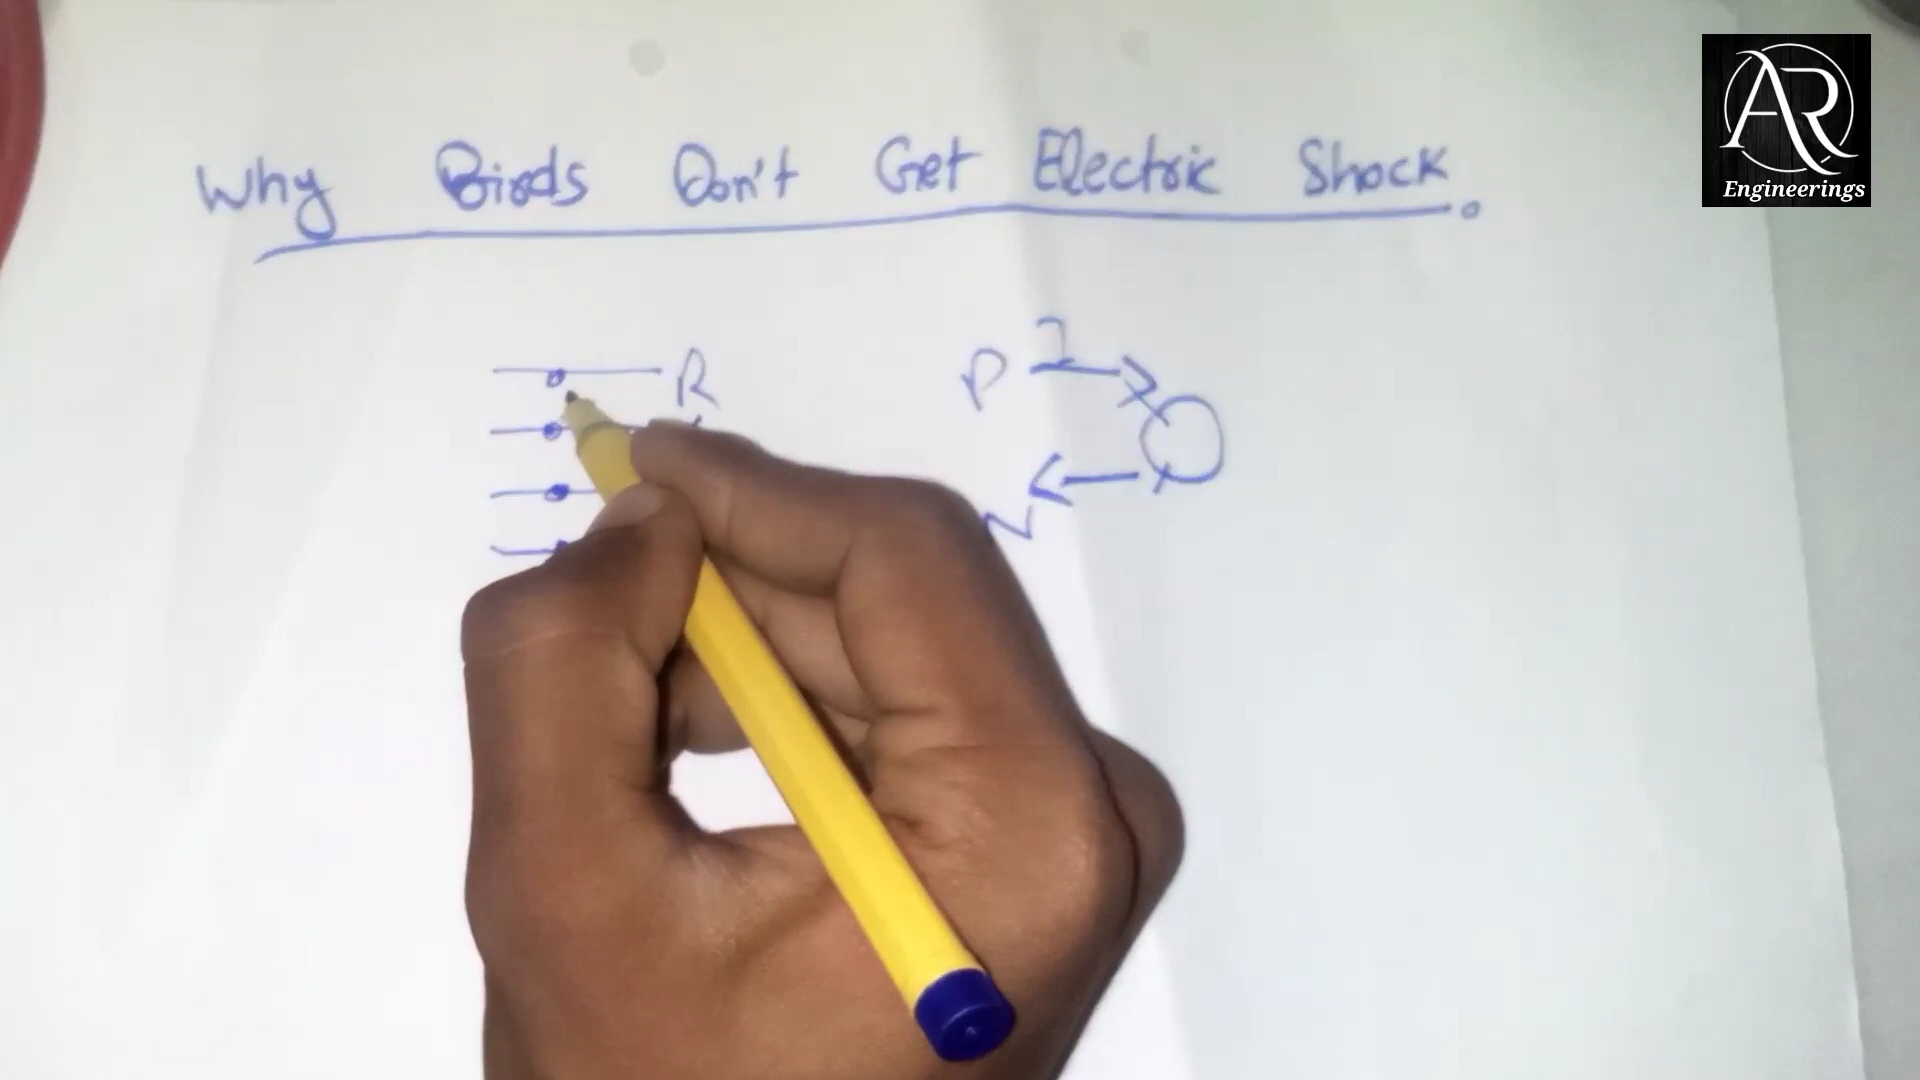 AR
Engineerings
Why Birds Don't Get Electric Shock.
R
P I
N